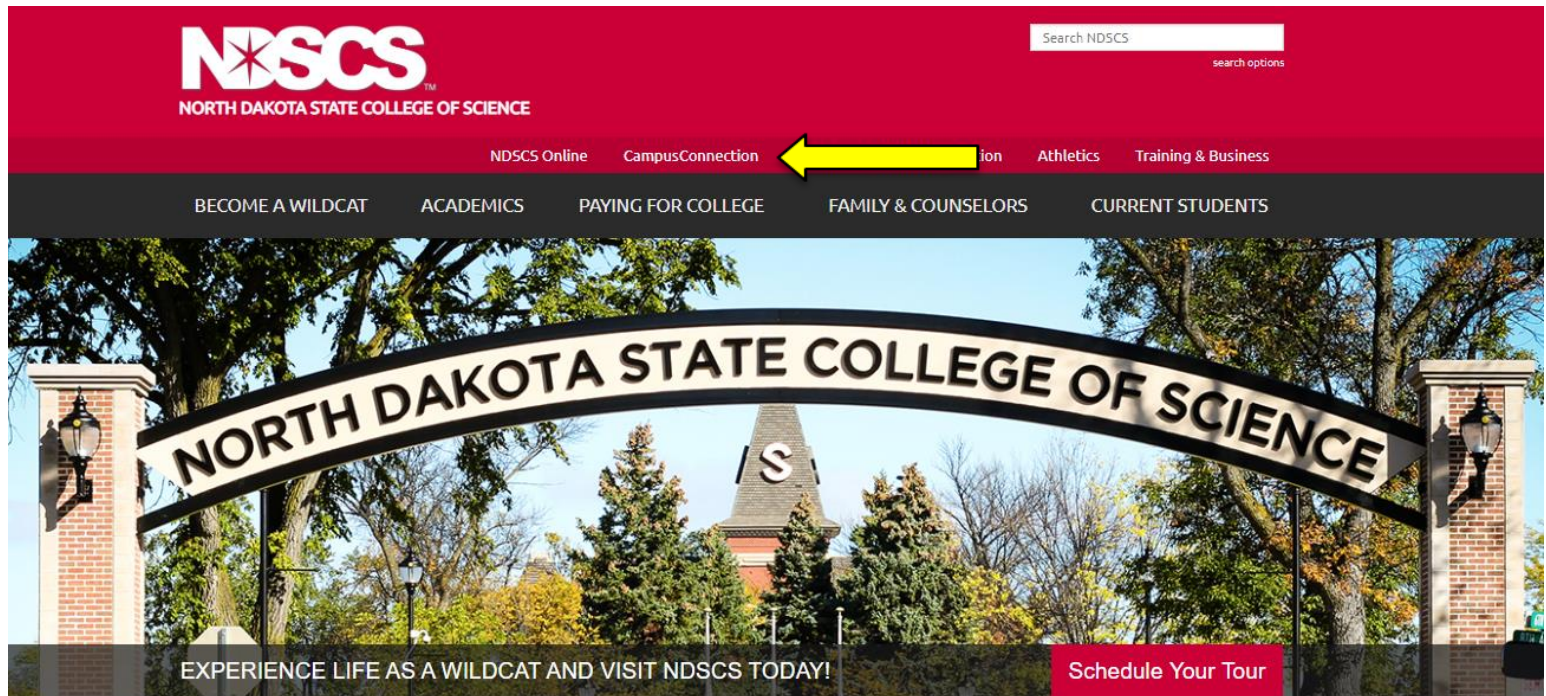 NDSCS
TM
NORTH DAKOTA STATE COLLEGE OF SCIENCE
Search NDSCS
search options
NDSCS Online CampusConnection Athletics Training & Business
BECOME A WILDCAT ACADEMICS PAYING FOR COLLEGE FAMILY & COUNSELORS CURRENT STUDENTS
NORTH DAKOTA STATE COLLEGE OF SCIENCE
S
EXPERIENCE LIFE AS A WILDCAT AND VISIT NDSCS TODAY! Schedule Your Tour